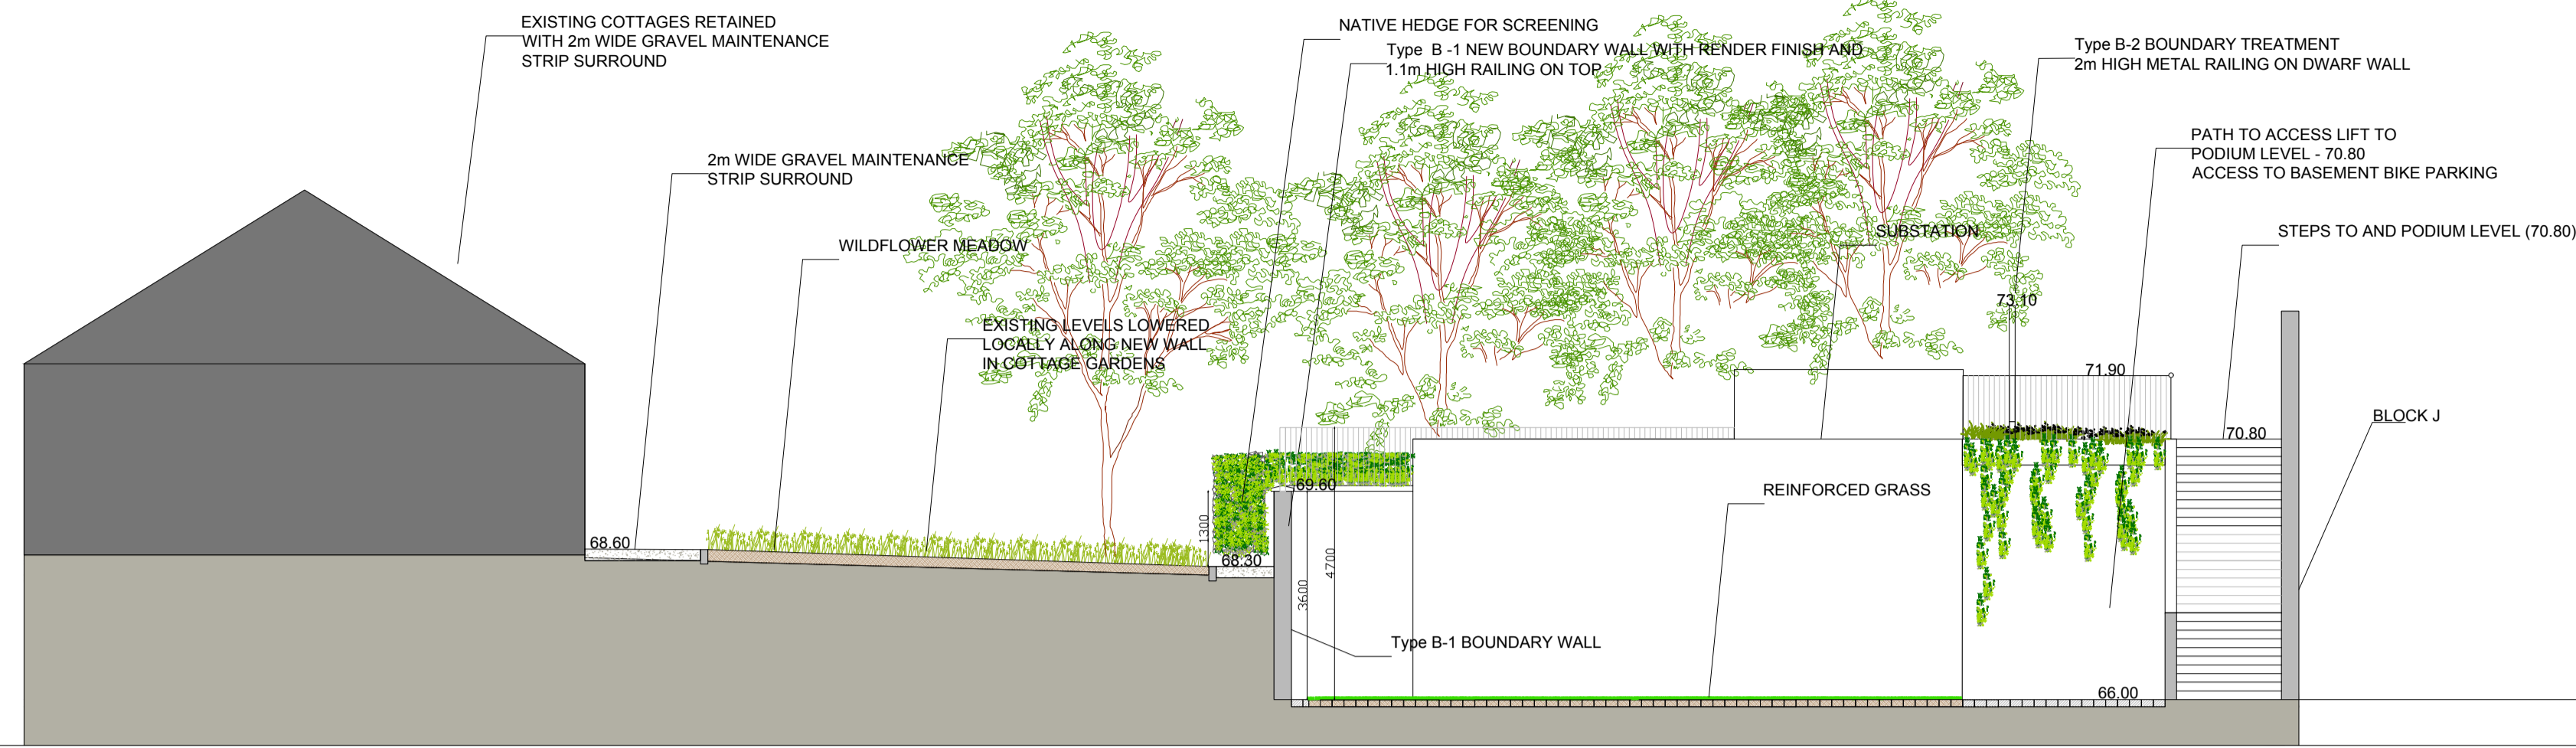 EXISTING COTTAGES RETAINED
WITH 2m WIDE GRAVEL MAINTENANCE
STRIP SURROUND
NATIVE HEDGE FOR SCREENING
Type B -1 NEW BOUNDARY WALL WITH RENDER FINISH AND
1.1m HIGH RAILING ON TOP
Type B-2 BOUNDARY TREATMENT
2m HIGH METAL RAILING ON DWARF WALL
PATH TO ACCESS LIFT TO
PODIUM LEVEL - 70.80
ACCESS TO BASEMENT BIKE PARKING
2m WIDE GRAVEL MAINTENANCE
STRIP SURROUND
WILDFLOWER MEADOW
SUBSTATION
STEPS TO AND PODIUM LEVEL (70.80)
73.10
EXISTING LEVELS LOWERED
LOCALLY ALONG NEW WALL
IN COTTAGE GARDENS
71.90
BLOCK J
70.80
69.60
REINFORCED GRASS
1300
68.60
68.30
4700
3600
Type B-1 BOUNDARY WALL
66.00